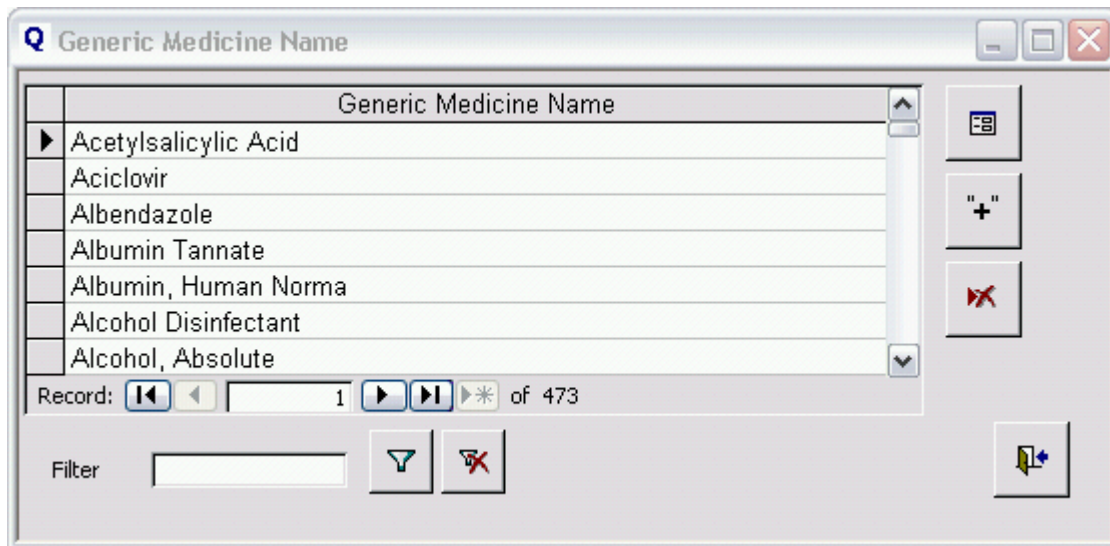 Q Generic Medicine Name
Generic Medicine Name
Acetylsalicylic Acid
Aciclovir
Albendazole
Albumin Tannate
Albumin, Human Norma
Alcohol Disinfectant
Alcohol, Absolute
Record: 1 of 473
Filter
"+"